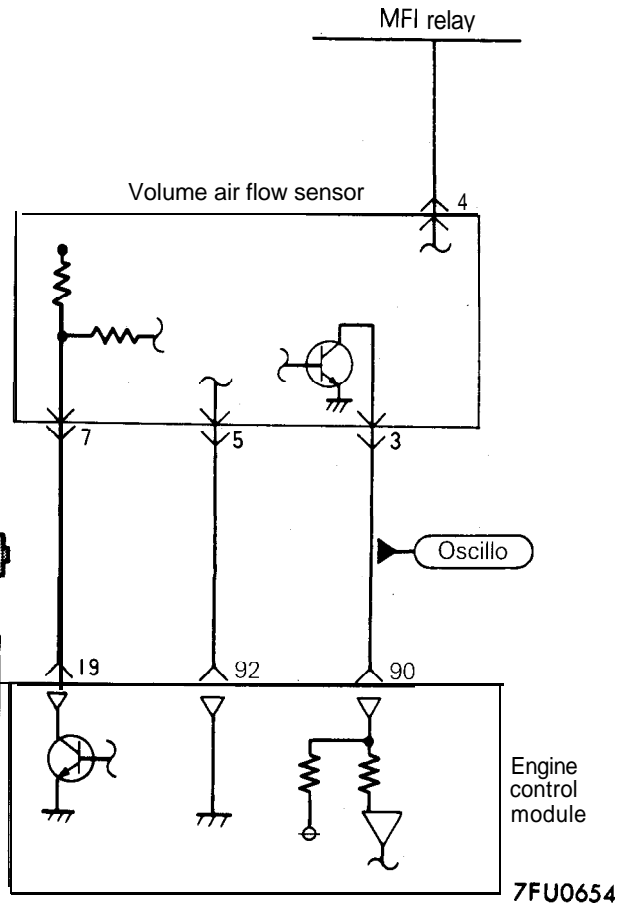 MFI relay
Volume air flow sensor
4
7
5
3
Oscillo
19
92
90
Engine
control
module
7FU0654